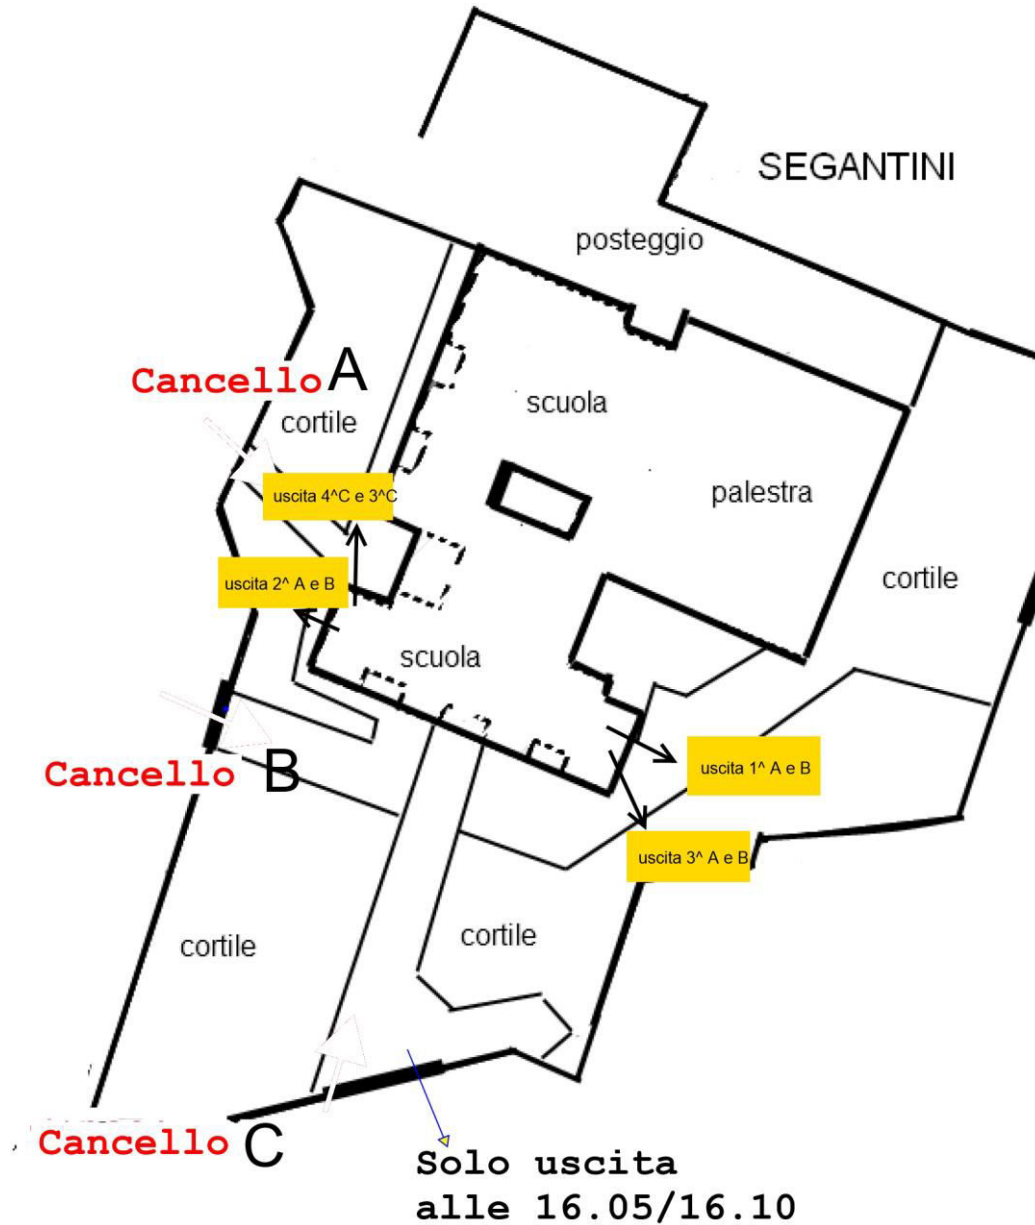 SEGANTINI
posteggio
Cancello A
scuola
cortile
uscita 4^C e 3^C
palestra
uscita 2^ A e B
cortile
scuola
Cancello B
uscita 1^ A e B
uscita 3^ A e B
cortile
cortile
Cancello C
Solo uscita
alle 16.05/16.10